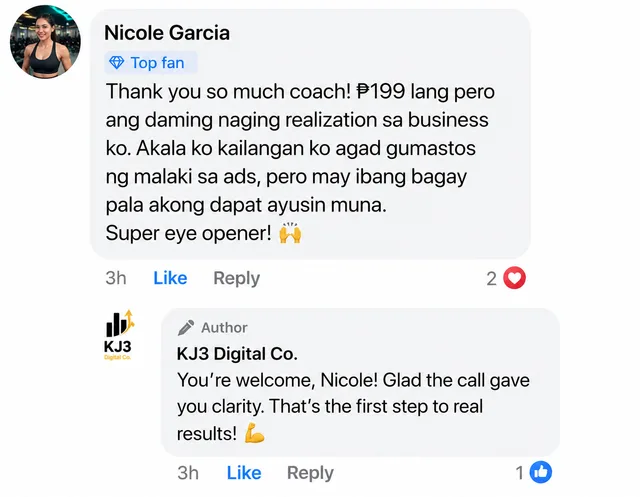 Nicole Garcia
Top fan
Thank you so much coach! ₱199 lang pero
ang daming naging realization sa business
ko. Akala ko kailangan ko agad gumastos
ng malaki sa ads, pero may ibang bagay
pala akong dapat ayusin muna.
Super eye opener! 🙌
3h Like Reply 2
KJ3
Digital Co.
Author
KJ3 Digital Co.
You’re welcome, Nicole! Glad the call gave
you clarity. That’s the first step to real
results! 💪
3h Like Reply 1